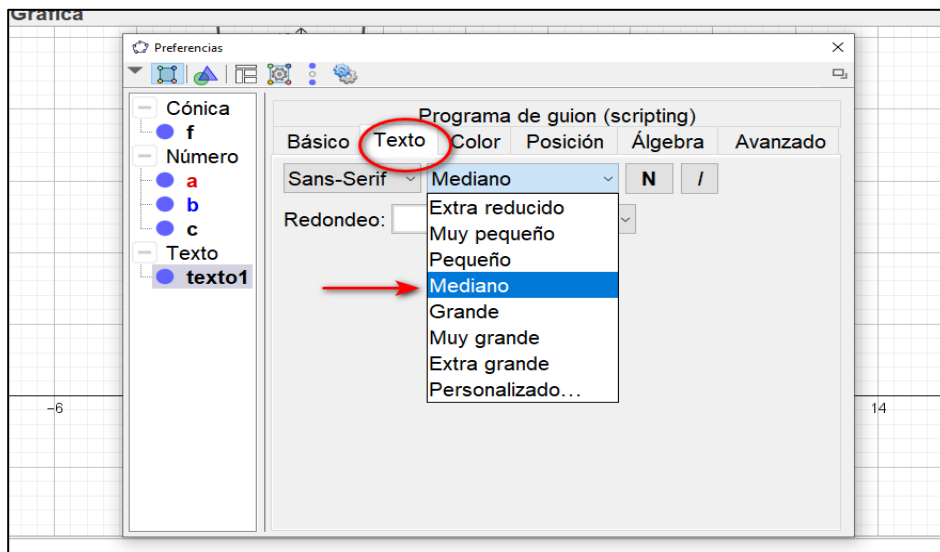 Gráfica
Preferencias
Cónica
f
Número
a
b
c
Texto
texto1
Programa de guion (scripting)
Básico Texto Color Posición Álgebra Avanzado
Sans-Serif Mediano N I
Redondeo:
Extra reducido
Muy pequeño
Pequeño
Mediano
Grande
Muy grande
Extra grande
Personalizado…
−6
14